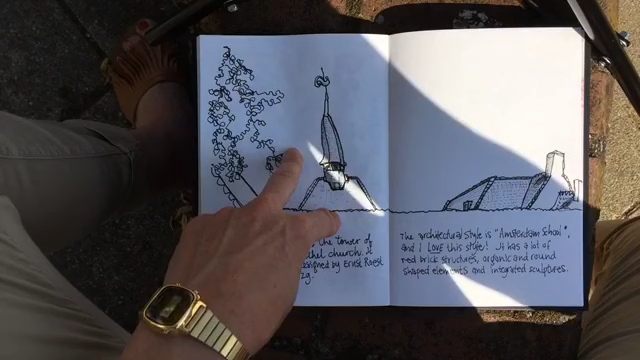 the tower of
church. It
designed by Ernst Roest
The architectural style is "Amsterdam School",
and I LOVE this style! It has a lot of
red brick structures, organic and round
shaped elements and integrated sculptures.